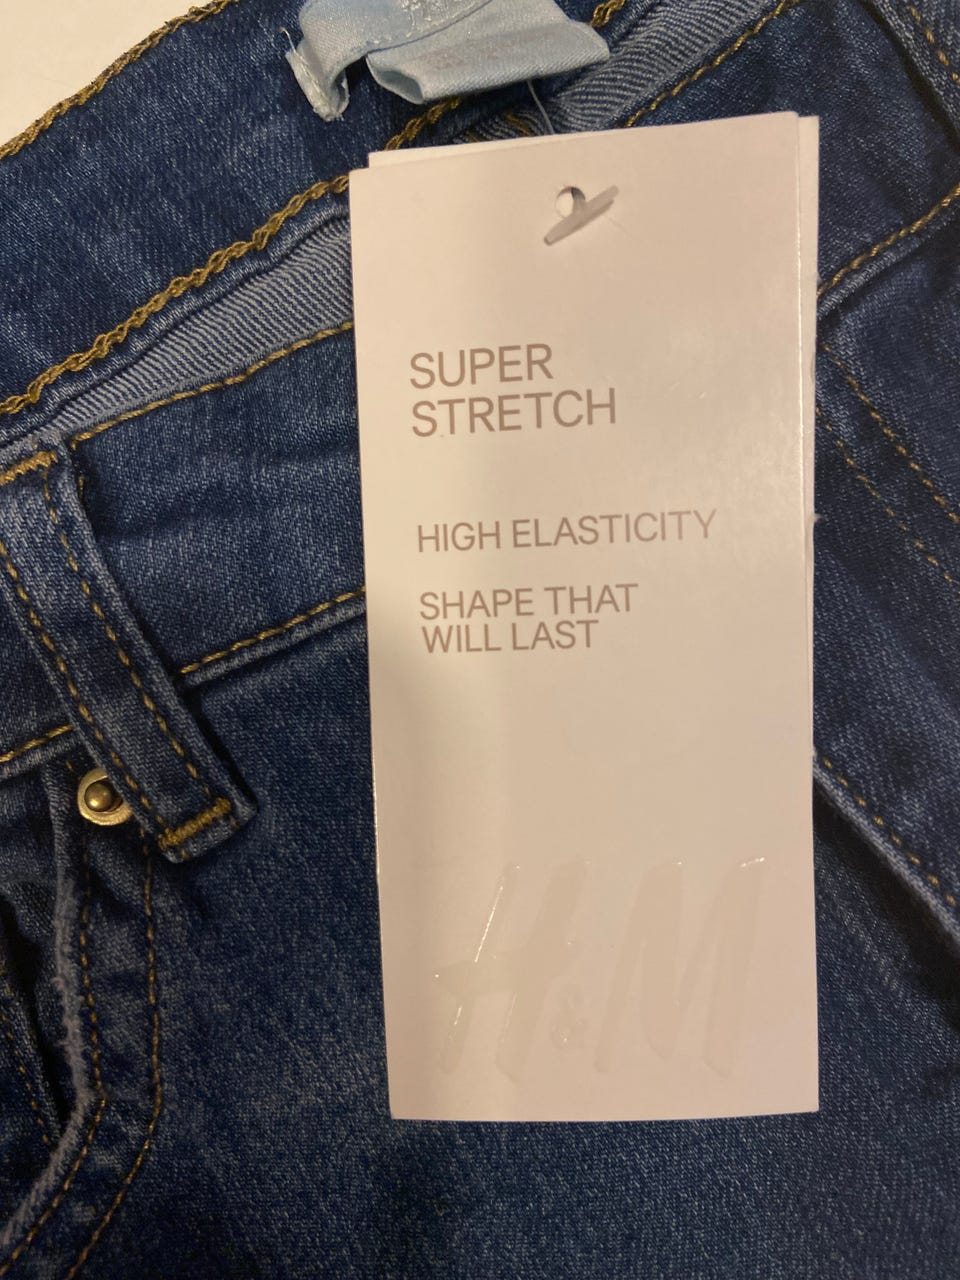 SUPER
STRETCH
HIGH ELASTICITY
SHAPE THAT
WILL LAST
H&M